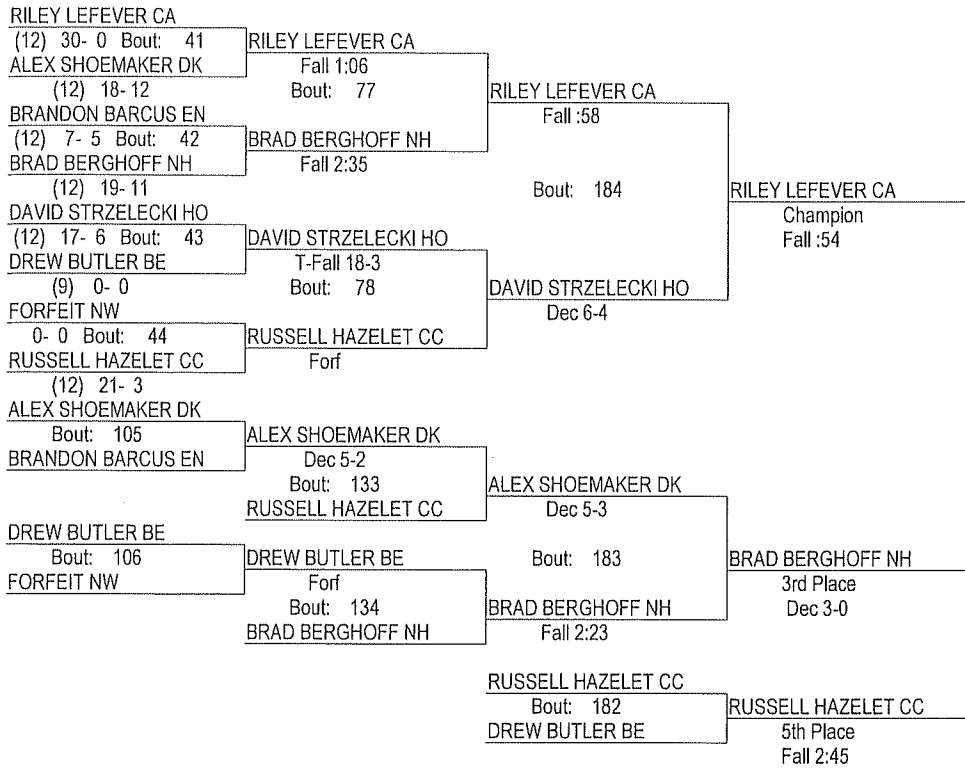 RILEY LEFEVER CA
(12) 30- 0 Bout: 41
ALEX SHOEMAKER DK
(12) 18- 12
BRANDON BARCUS EN
(12) 7- 5 Bout: 42
BRAD BERGHOFF NH
(12) 19- 11
DAVID STRZELECKI HO
(12) 17- 6 Bout: 43
DREW BUTLER BE
(9) 0- 0
FORFEIT NW
0- 0 Bout: 44
RUSSELL HAZELET CC
(12) 21- 3
RILEY LEFEVER CA
Fall 1:06
Bout: 77
BRAD BERGHOFF NH
Fall 2:35
DAVID STRZELECKI HO
T-Fall 18-3
Bout: 78
RUSSELL HAZELET CC
Forf
RILEY LEFEVER CA
Fall :58
Bout: 184
DAVID STRZELECKI HO
Dec 6-4
RILEY LEFEVER CA
Champion
Fall :54
ALEX SHOEMAKER DK
Bout: 105
BRANDON BARCUS EN
DREW BUTLER BE
Bout: 106
FORFEIT NW
ALEX SHOEMAKER DK
Dec 5-2
Bout: 133
RUSSELL HAZELET CC
DREW BUTLER BE
Forf
Bout: 134
BRAD BERGHOFF NH
ALEX SHOEMAKER DK
Dec 5-3
Bout: 183
BRAD BERGHOFF NH
Fall 2:23
BRAD BERGHOFF NH
3rd Place
Dec 3-0
RUSSELL HAZELET CC
Bout: 182
DREW BUTLER BE
RUSSELL HAZELET CC
5th Place
Fall 2:45